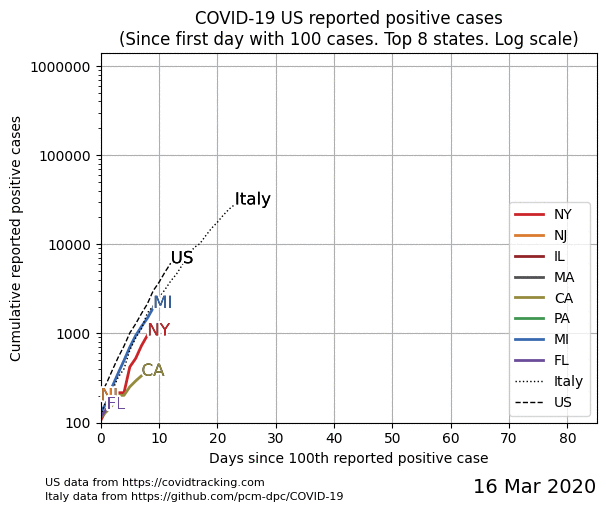 COVID-19 US reported positive cases
(Since first day with 100 cases. Top 8 states. Log scale)
Cumulative reported positive cases
1000000
100000
10000
1000
100
Italy
US
MI
NY
CA
NJ
FL
NY
NJ
IL
MA
CA
PA
MI
FL
Italy
US
0 10 20 30 40 50 60 70 80
Days since 100th reported positive case
US data from https://covidtracking.com
Italy data from https://github.com/pcm-dpc/COVID-19
16 Mar 2020